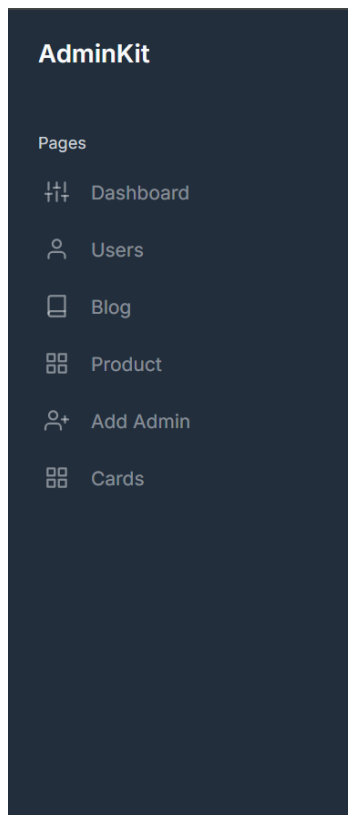 AdminKit
Pages
Dashboard
Users
Blog
Product
Add Admin
Cards